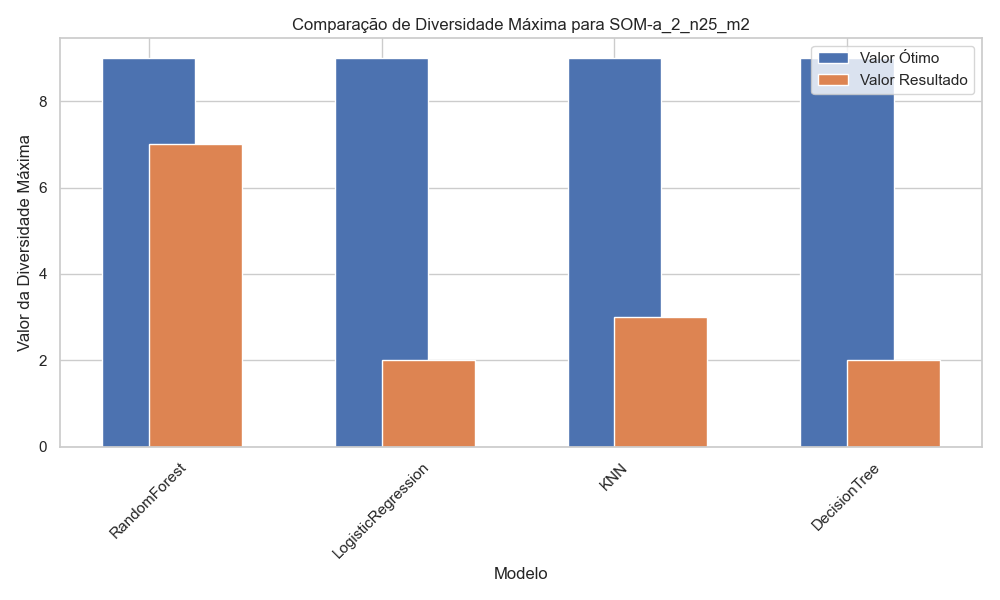 Comparação de Diversidade Máxima para SOM-a_2_n25_m2
Valor Ótimo
Valor Resultado
Valor da Diversidade Máxima
8
6
4
2
0
RandomForest
LogisticRegression
KNN
DecisionTree
Modelo